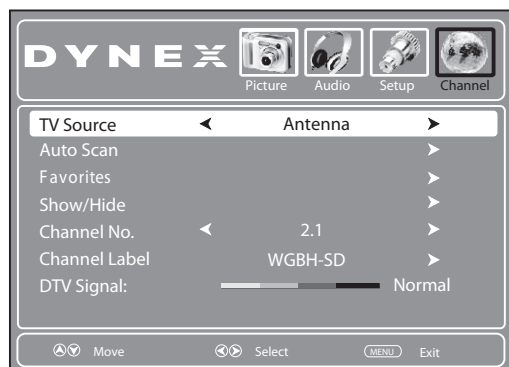 DYNEX
Picture Audio Setup Channel
TV Source Antenna
Auto Scan
Favorites
Show/Hide
Channel No. 2.1
Channel Label WGBH-SD
DTV Signal: Normal
Move Select MENU Exit